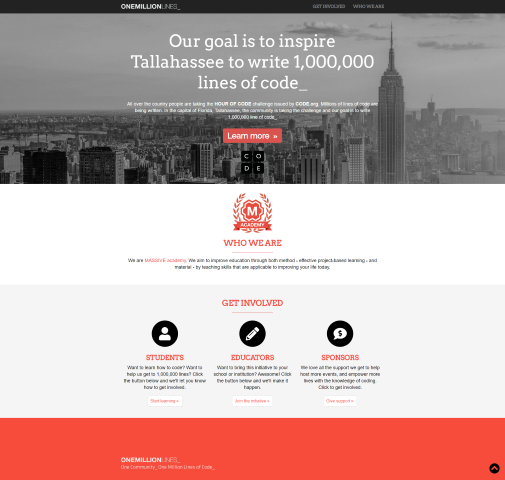 ONEMILLIONLINES_
GET INVOLVED WHO WE ARE
Our goal is to inspire
Tallahassee to write 1,000,000
lines of code_
All over the country people are taking the HOUR OF CODE challenge issued by CODE.org. Millions of lines of code are
being written. In the capital of Florida, Tallahassee, the community is taking the challenge and our goal is to write
1,000,000 line of code_
Learn more »
C O
D E
M
ACADEMY
WHO WE ARE
We are MASSIVE academy. We aim to improve education through both method - effective project-based learning - and
material - by teaching skills that are applicable to improving your life today.
GET INVOLVED
STUDENTS
Want to learn how to code? Want to
help us get to 1,000,000 lines? Click
the button below and we'll let you know
how to get involved.
Start learning »
EDUCATORS
Want to bring this initiative to your
school or institution? Awesome! Click
the button below and we'll make it
happen.
Join the initiative »
SPONSORS
We love all the support we get to help
host more events, and empower more
lives with the knowledge of coding.
Click to get involved.
Give support »
ONEMILLIONLINES_
One Community_ One Million Lines of Code_